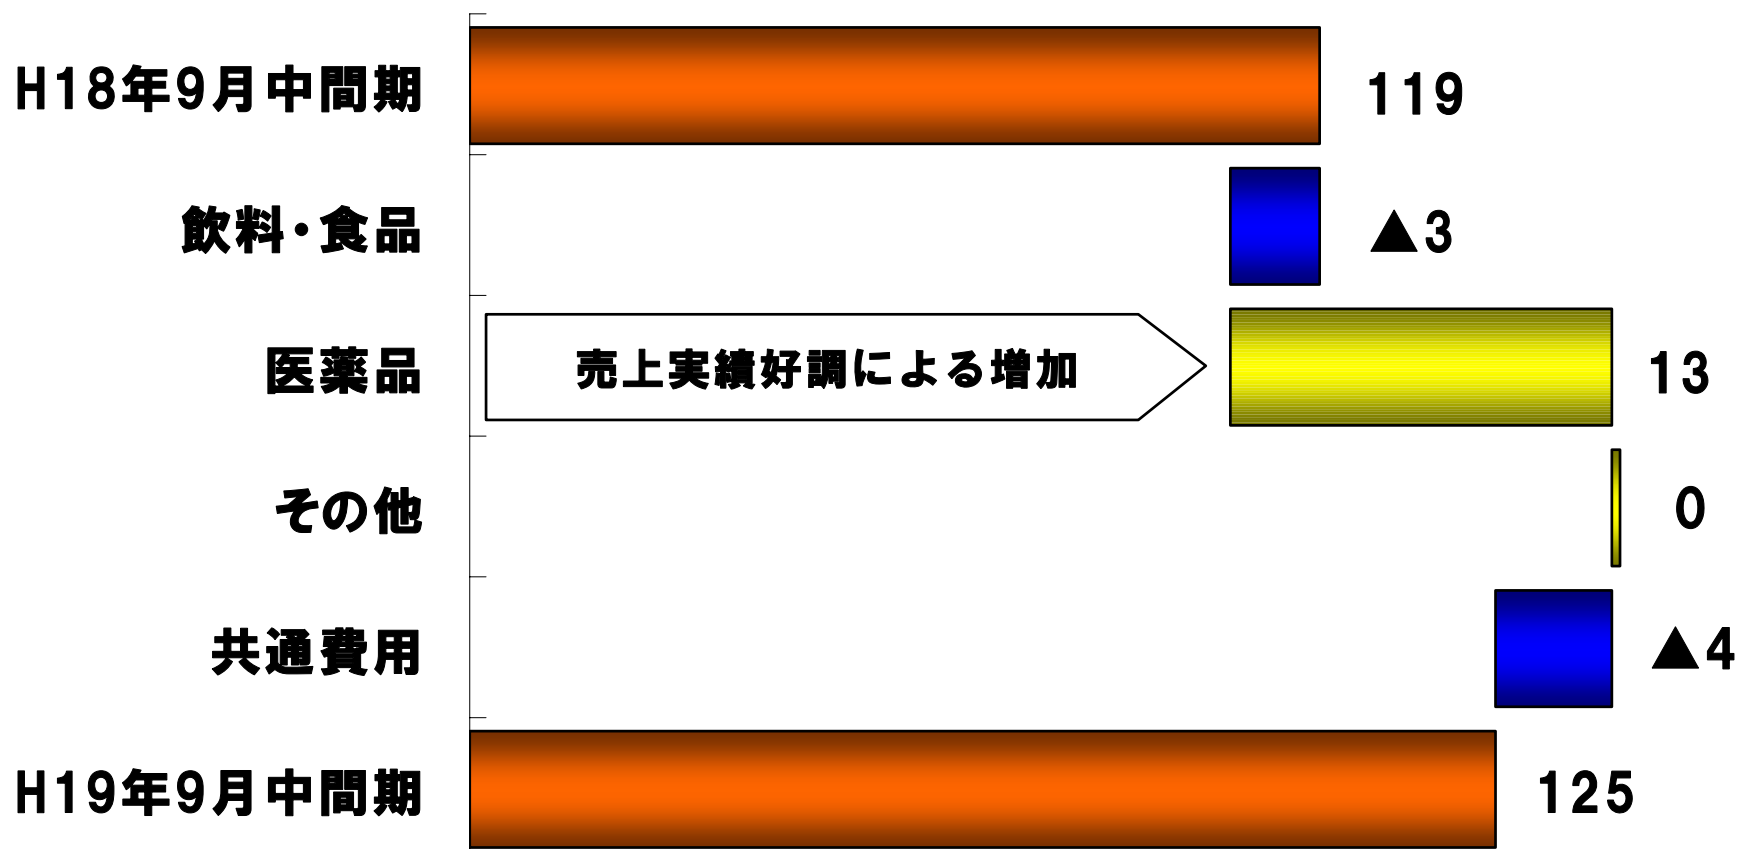 H18年9月中間期 119
飲料・食品 ▲3
医薬品 売上実績好調による増加 13
その他 0
共通費用 ▲4
H19年9月中間期 125